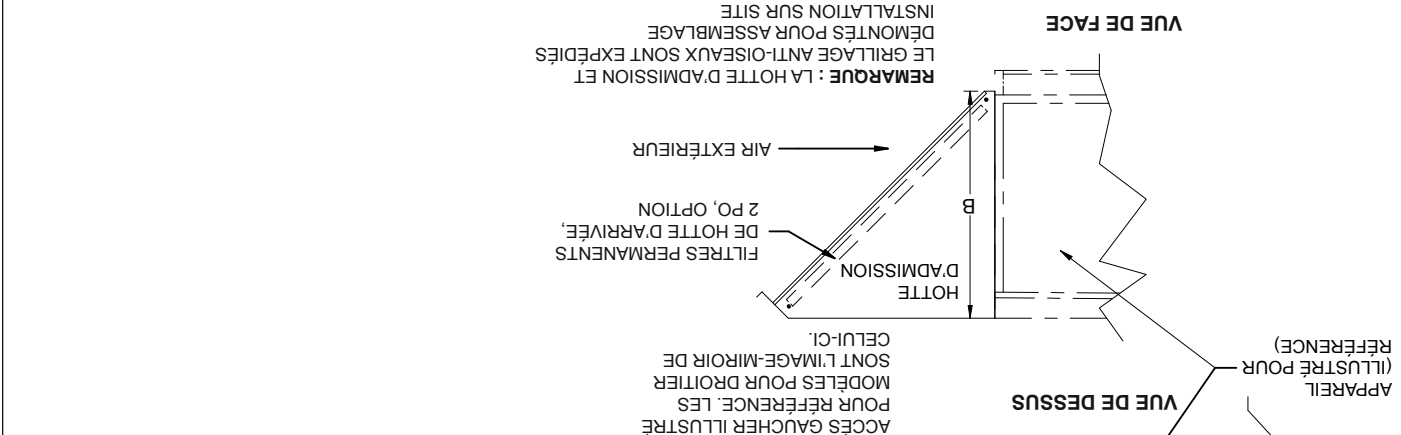 ACCÈS GAUCHER ILLUSTRÉ
POUR RÉFÉRENCE. LES
MODÈLES POUR DROITIER
SONT L'IMAGE-MIROIR DE
CELUI-CI.
VUE DE DESSUS
APPAREIL
(ILLUSTRÉ POUR
RÉFÉRENCE)
HOTTE
D'ADMISSION
B
FILTRES PERMANENTS
DE HOTTE D'ARRIVÉE,
2 PO, OPTION
AIR EXTÉRIEUR
REMARQUE : LA HOTTE D'ADMISSION ET
LE GRILLAGE ANTI-OISEAUX SONT EXPÉDIÉS
DÉMONTÉS POUR ASSEMBLAGE
INSTALLATION SUR SITE
VUE DE FACE